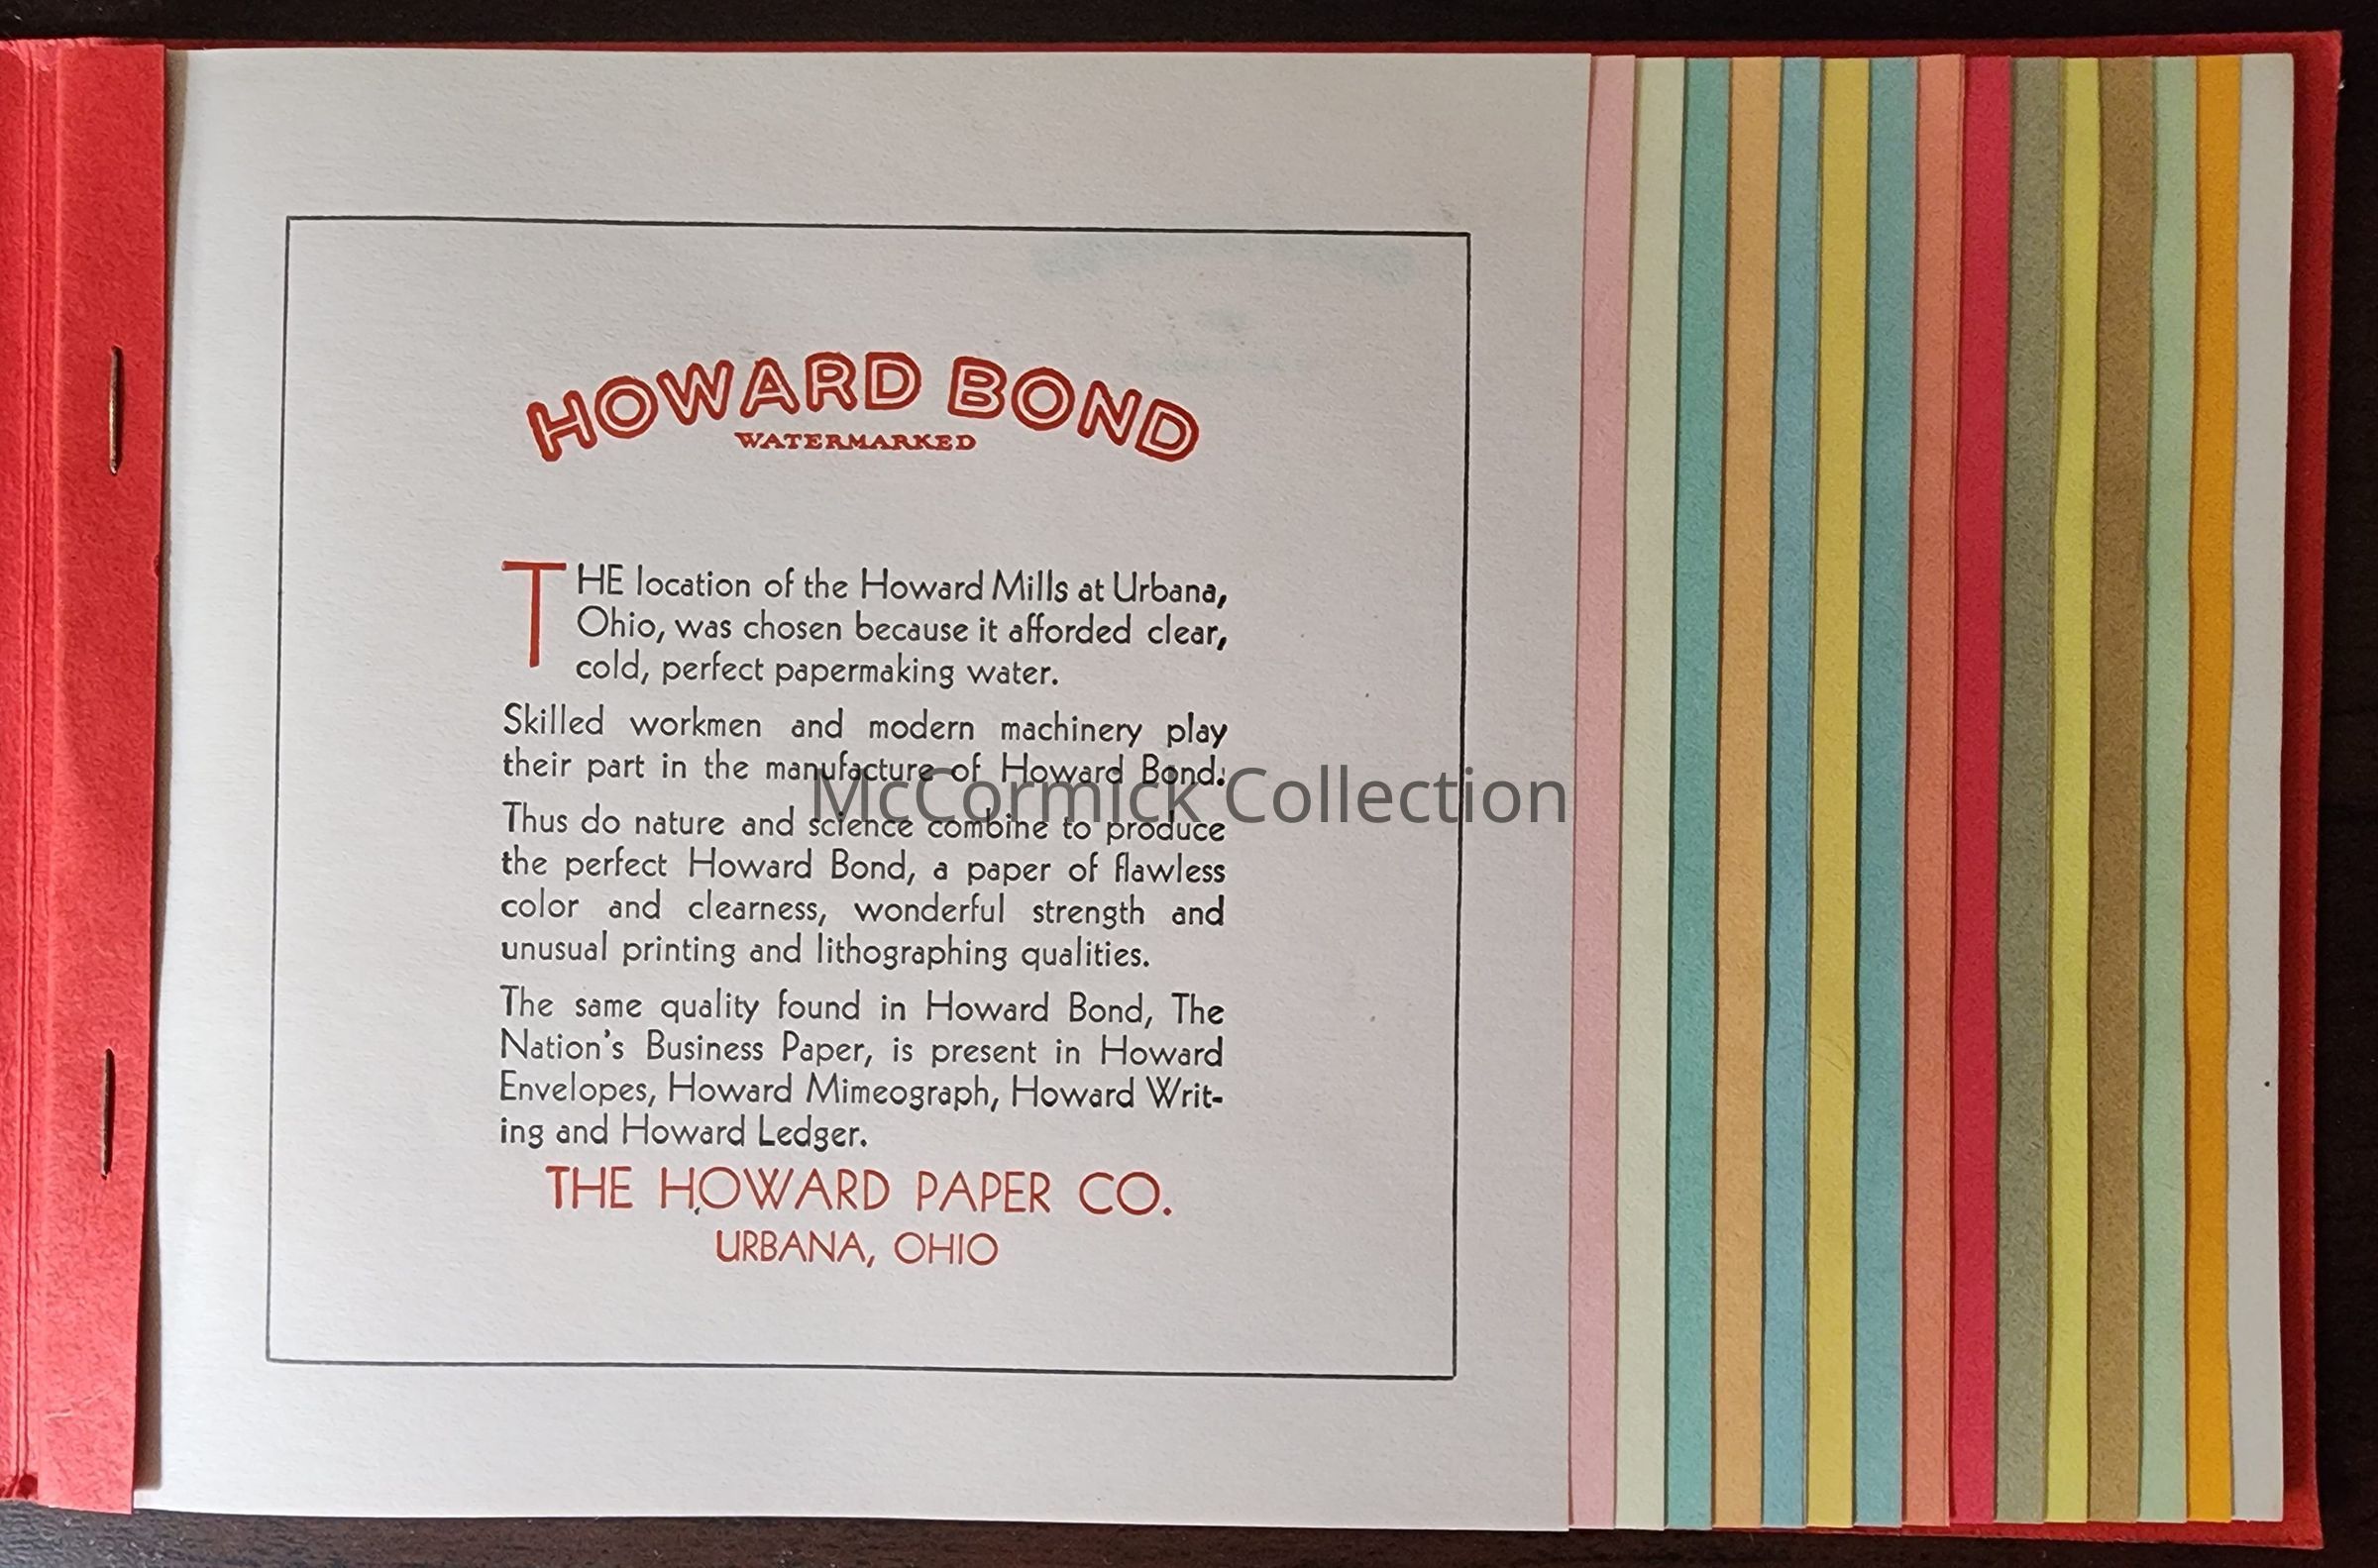 HOWARD BOND
WATERMARKED
THE location of the Howard Mills at Urbana,
Ohio, was chosen because it afforded clear,
cold, perfect papermaking water.
Skilled workmen and modern machinery play
their part in the manufacture of Howard Bond.
McCormick Collection
Thus do nature and science combine to produce
the perfect Howard Bond, a paper of flawless
color and clearness, wonderful strength and
unusual printing and lithographing qualities.
The same quality found in Howard Bond, The
Nation's Business Paper, is present in Howard
Envelopes, Howard Mimeograph, Howard Writ-
ing and Howard Ledger.
THE HOWARD PAPER CO.
URBANA, OHIO